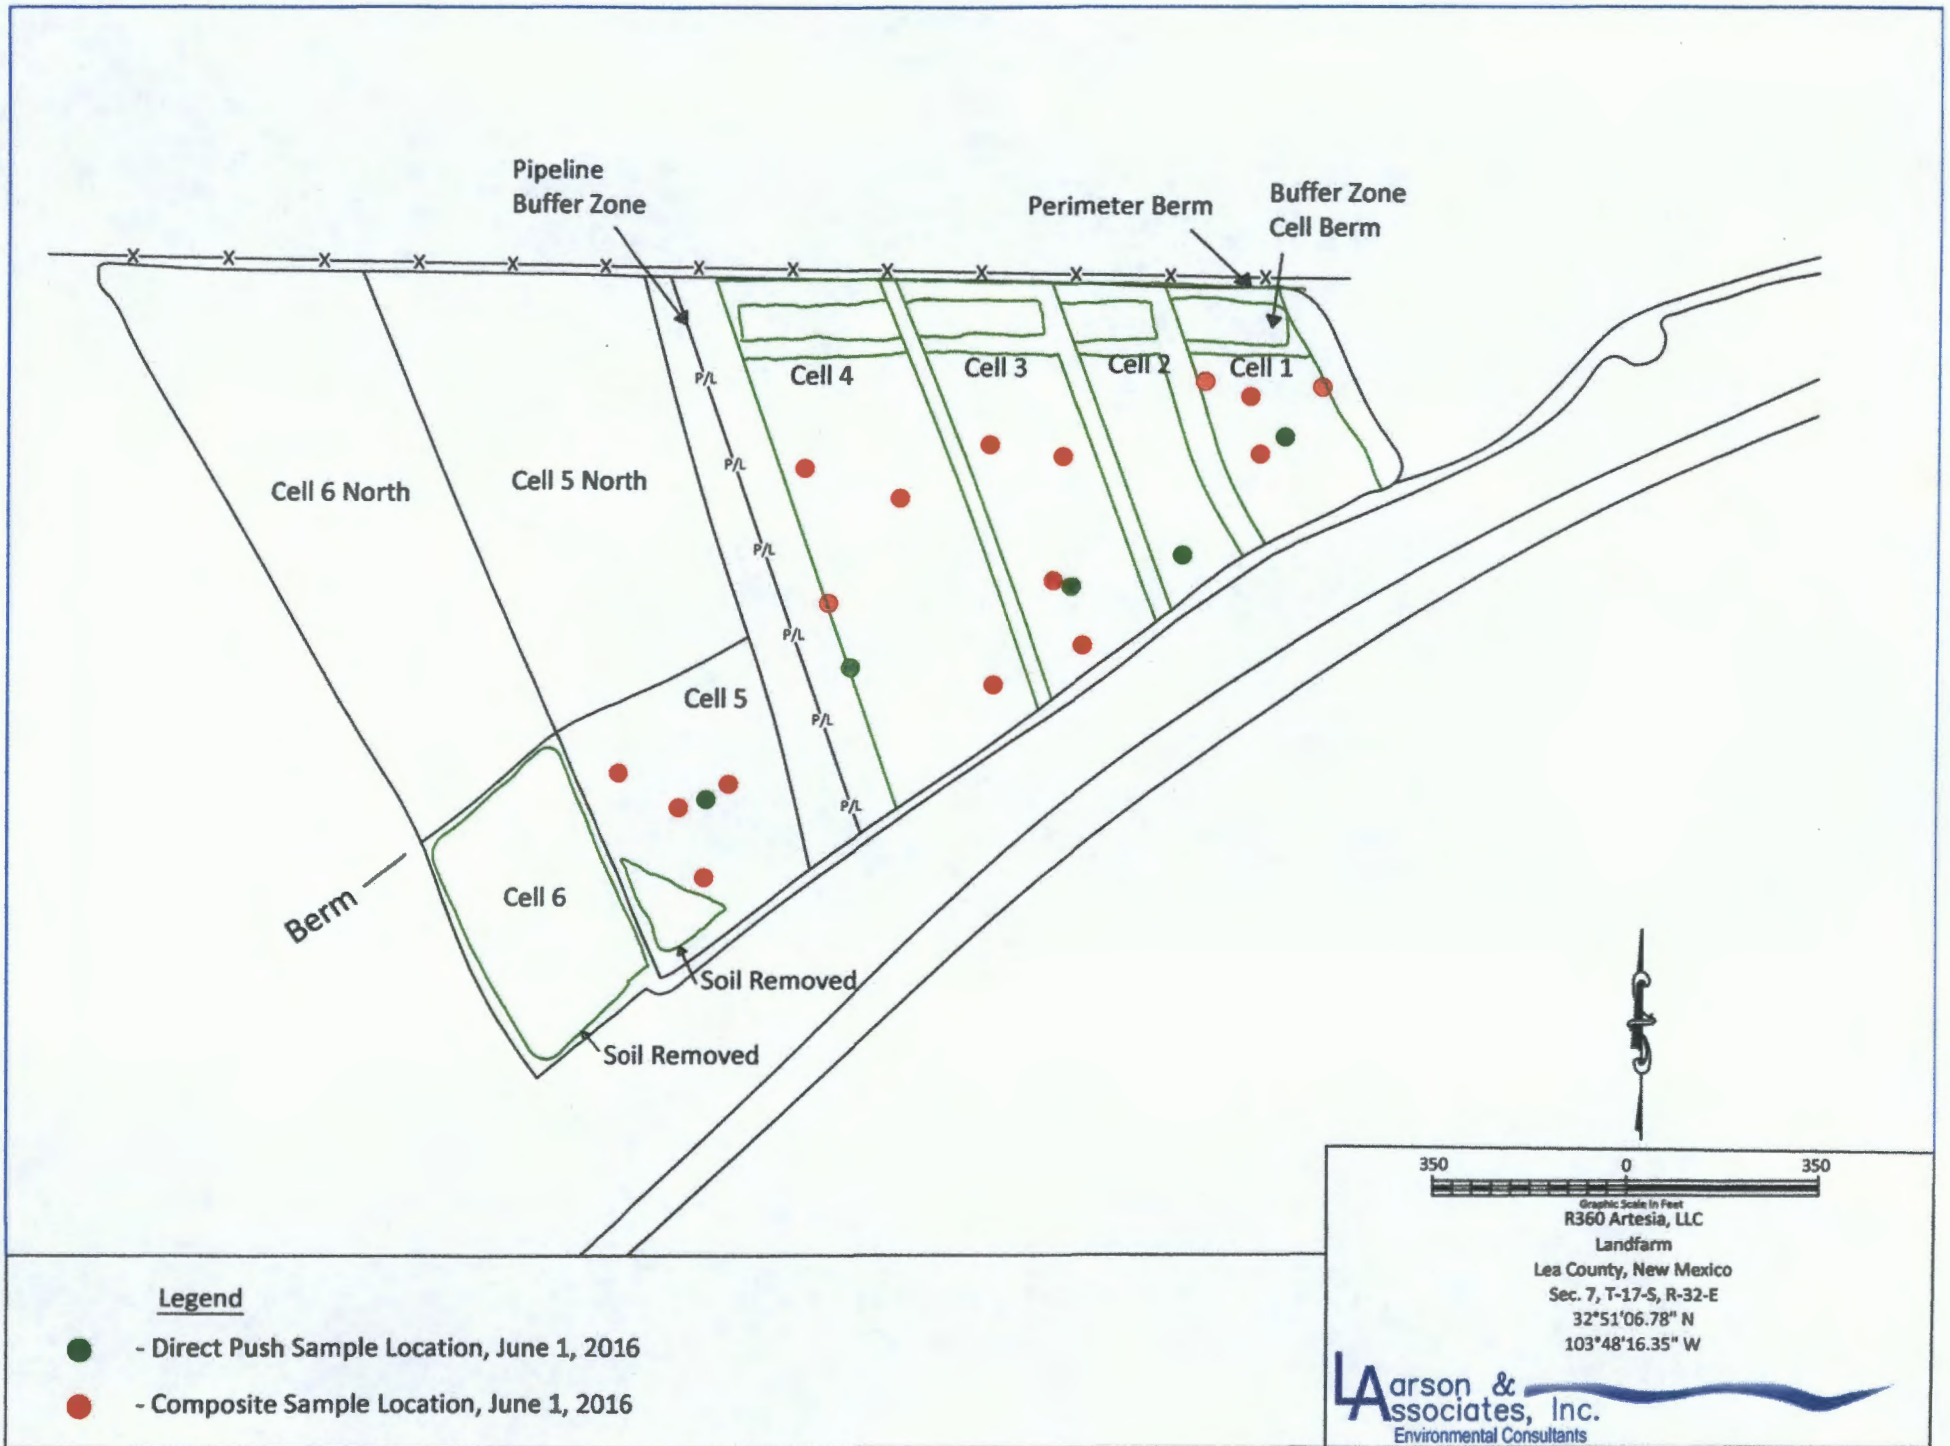 Pipeline
Buffer Zone
Perimeter Berm
Buffer Zone
Cell Berm
X X X X X X X X X X X X X
Cell 4
Cell 3
Cell 2
Cell 1
P/L
P/L
P/L
P/L
P/L
P/L
Cell 6 North
Cell 5 North
Cell 5
Cell 6
Berm
Soil Removed
Soil Removed
350 0 350
Graphic Scale in Feet
R360 Artesia, LLC
Landfarm
Lea County, New Mexico
Sec. 7, T-17-S, R-32-E
32°51'06.78" N
103°48'16.35" W
Larson &
Associates, Inc.
Environmental Consultants
Legend
- Direct Push Sample Location, June 1, 2016
- Composite Sample Location, June 1, 2016